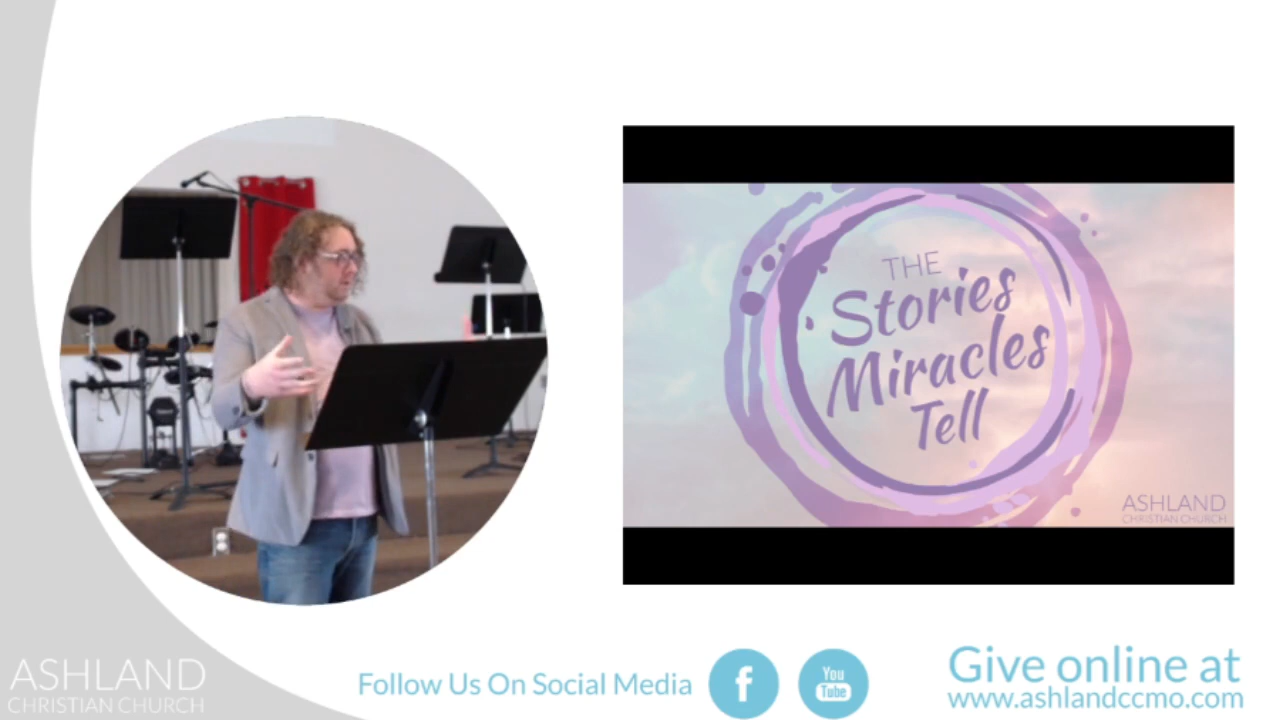 THE
Stories
Miracles
Tell
ASHLAND
CHRISTIAN CHURCH
ASHLAND
CHRISTIAN CHURCH
Follow Us On Social Media
f
You
Tube
Give online at
www.ashlandccmo.com